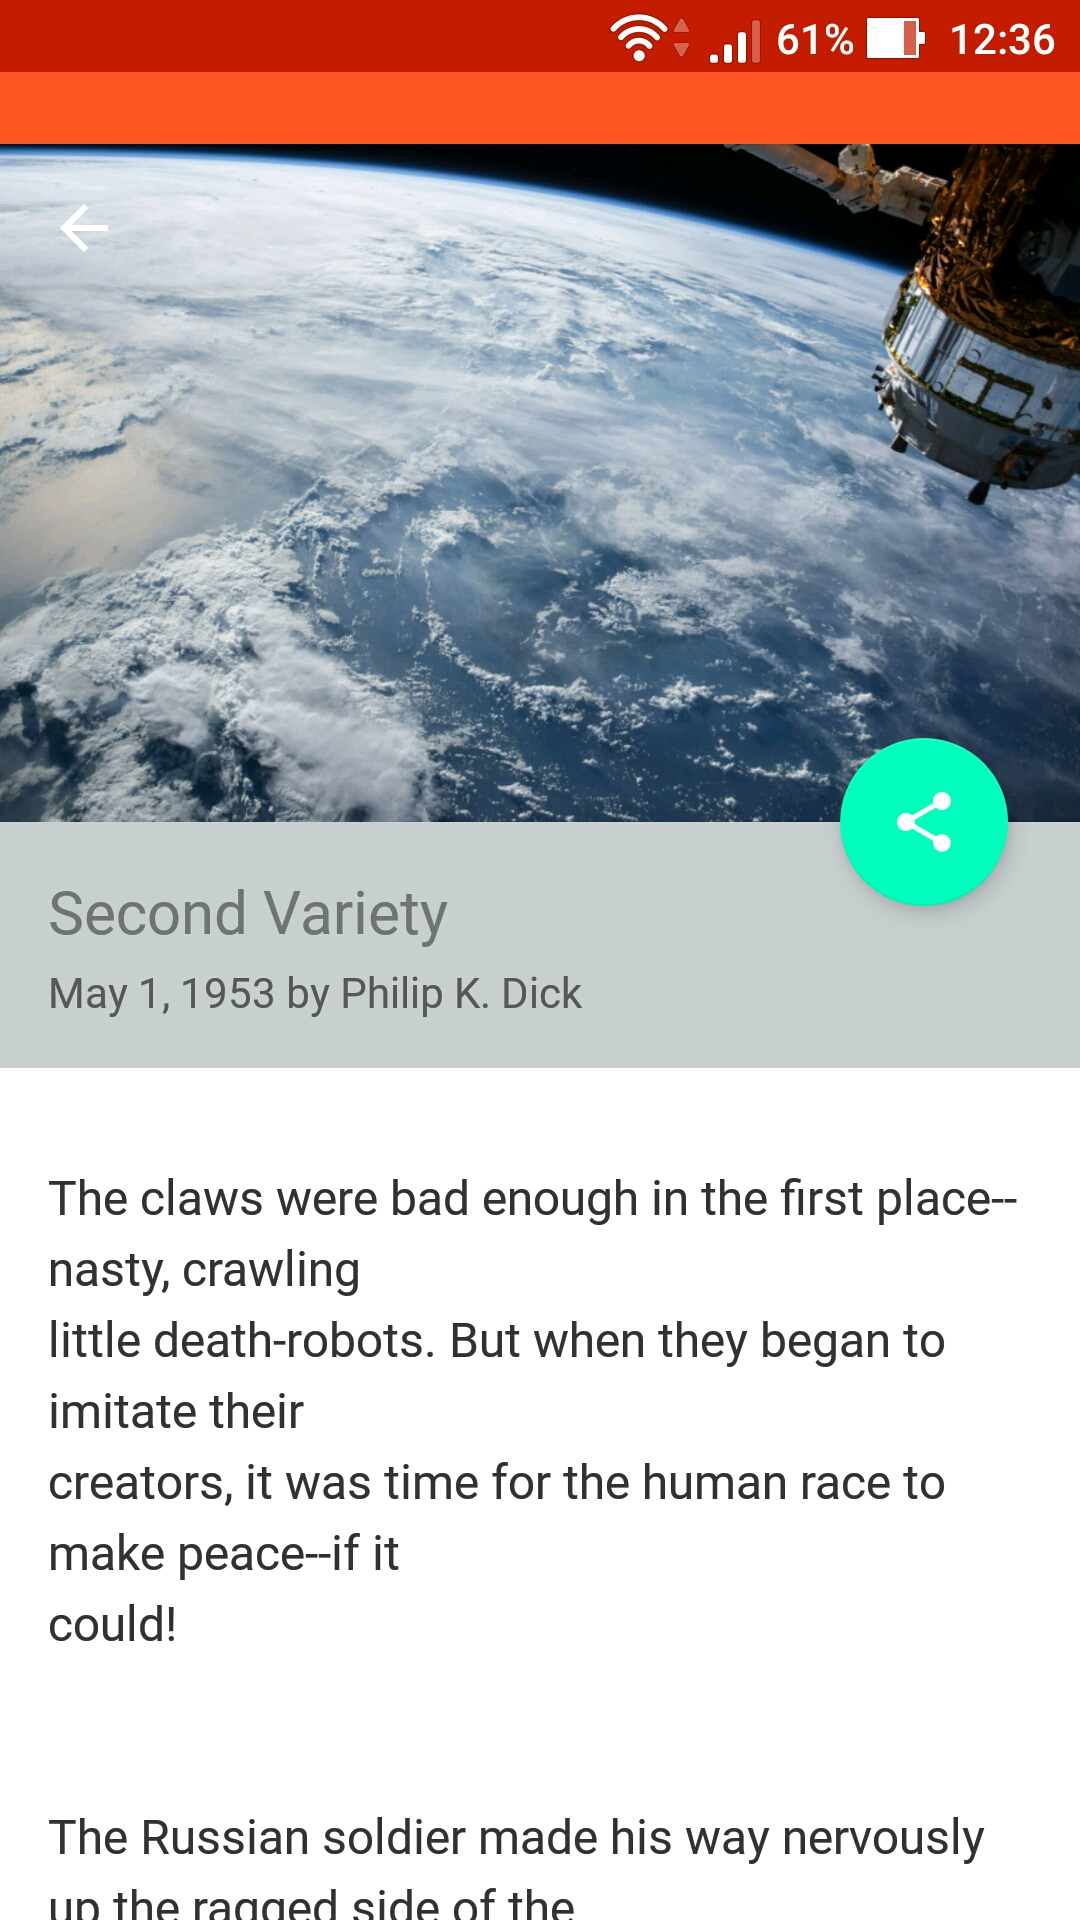 61% 12:36
Second Variety
May 1, 1953 by Philip K. Dick
The claws were bad enough in the first place--
nasty, crawling
little death-robots. But when they began to
imitate their
creators, it was time for the human race to
make peace--if it
could!
The Russian soldier made his way nervously
up the ragged side of the